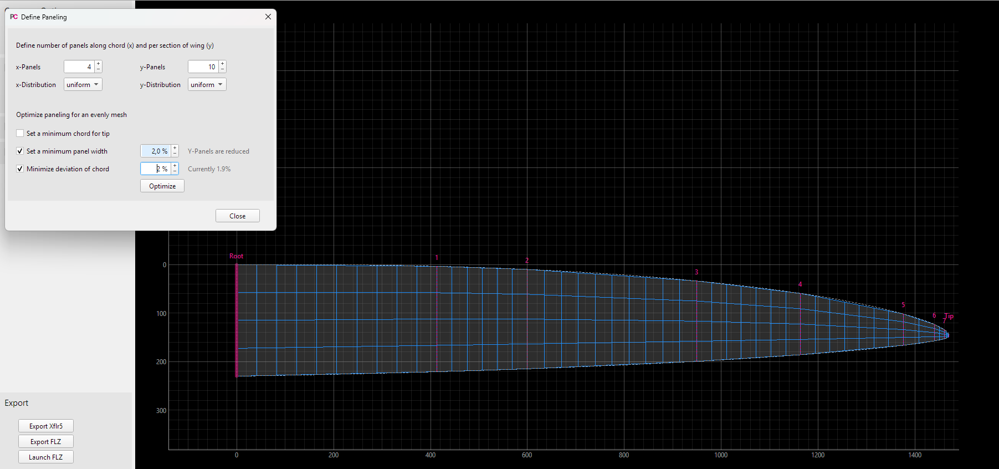 PC Define Paneling
Define number of panels along chord (x) and per section of wing (y)
x-Panels 4 y-Panels 10
x-Distribution uniform y-Distribution uniform
Optimize paneling for an evenly mesh
Set a minimum chord for tip
Set a minimum panel width 2,0 % Y-Panels are reduced
Minimize deviation of chord 2 % Currently 1.9%
Optimize
Close
Root
1
2
3
4
5
6
7
Tip
0
100
200
300
0 200 400 600 800 1000 1200 1400
Export
Export Xflr5
Export FLZ
Launch FLZ